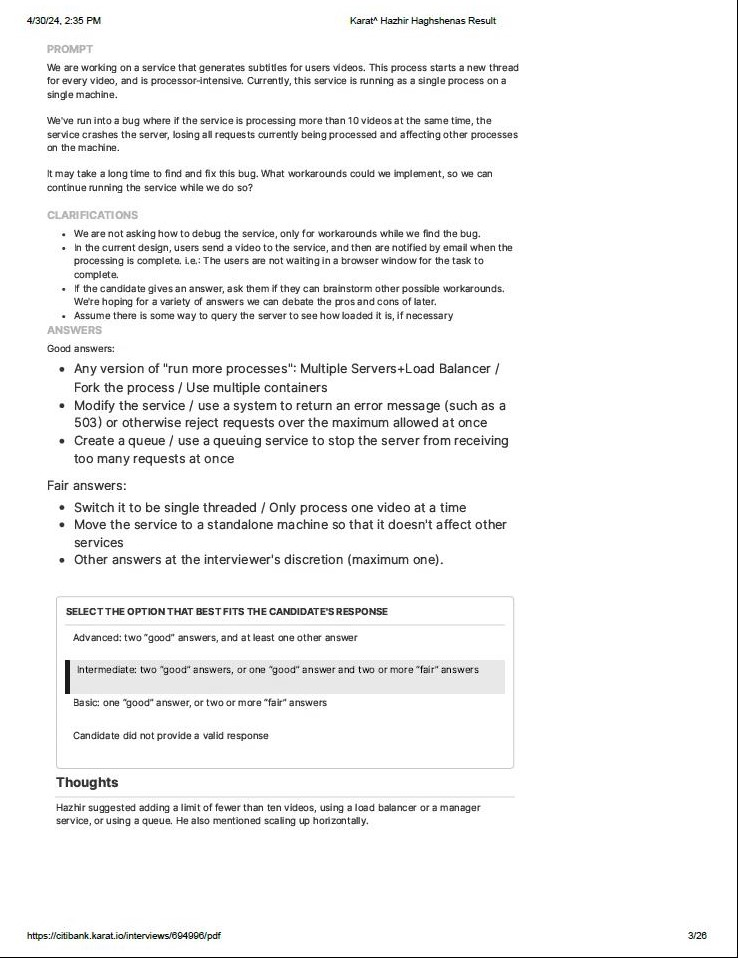 4/30/24, 2:35 PM
Karat^ Hazhir Haghshenas Result
PROMPT
We are working on a service that generates subtitles for users videos. This process starts a new thread
for every video, and is processor-intensive. Currently, this service is running as a single process on a
single machine.
We've run into a bug where if the service is processing more than 10 videos at the same time, the
service crashes the server, losing all requests currently being processed and affecting other processes
on the machine.
It may take a long time to find and fix this bug. What workarounds could we implement, so we can
continue running the service while we do so?
CLARIFICATIONS
• We are not asking how to debug the service, only for workarounds while we find the bug.
• In the current design, users send a video to the service, and then are notified by email when the
processing is complete. i.e.: The users are not waiting in a browser window for the task to
complete.
• If the candidate gives an answer, ask them if they can brainstorm other possible workarounds.
We're hoping for a variety of answers we can debate the pros and cons of later.
• Assume there is some way to query the server to see how loaded it is, if necessary
ANSWERS
Good answers:
• Any version of "run more processes": Multiple Servers+Load Balancer /
Fork the process / Use multiple containers
• Modify the service / use a system to return an error message (such as a
503) or otherwise reject requests over the maximum allowed at once
• Create a queue / use a queuing service to stop the server from receiving
too many requests at once
Fair answers:
• Switch it to be single threaded / Only process one video at a time
• Move the service to a standalone machine so that it doesn't affect other
services
• Other answers at the interviewer's discretion (maximum one).
SELECT THE OPTION THAT BEST FITS THE CANDIDATE'S RESPONSE
Advanced: two "good" answers, and at least one other answer
Intermediate: two "good" answers, or one "good" answer and two or more "fair" answers
Basic: one "good" answer, or two or more "fair" answers
Candidate did not provide a valid response
Thoughts
Hazhir suggested adding a limit of fewer than ten videos, using a load balancer or a manager
service, or using a queue. He also mentioned scaling up horizontally.
https://citibank.karat.io/interviews/694996/pdf
3/26